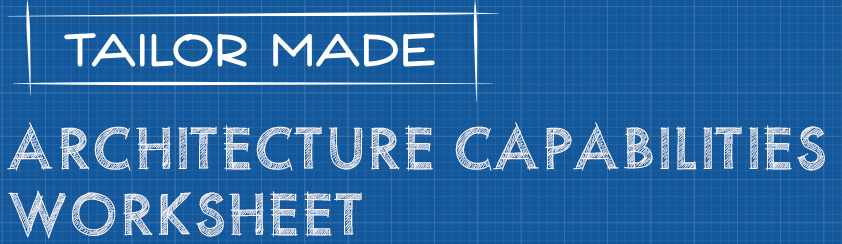 TAILOR MADE
ARCHITECTURE CAPABILITIES
WORKSHEET